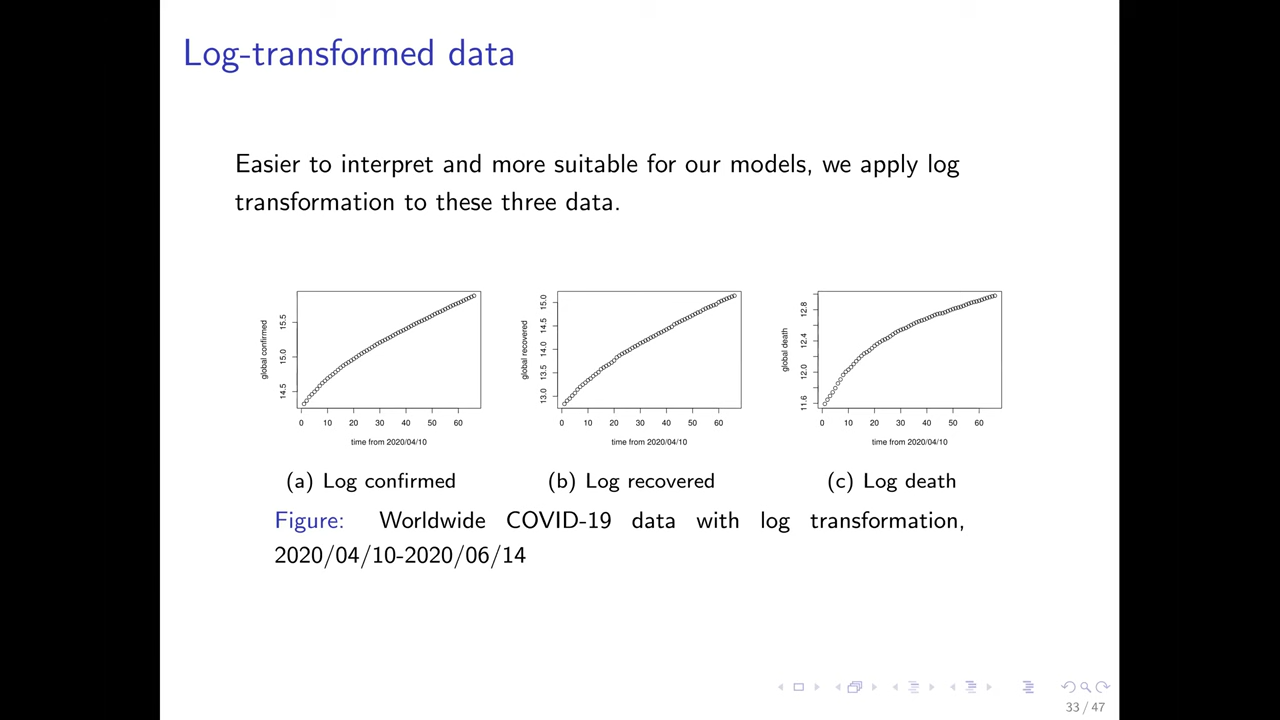 Log-transformed data
Easier to interpret and more suitable for our models, we apply log
transformation to these three data.
global confirmed
14.5 15.0 15.5
0 10 20 30 40 50 60
time from 2020/04/10
(a) Log confirmed
global recovered
13.0 13.5 14.0 14.5 15.0
0 10 20 30 40 50 60
time from 2020/04/10
(b) Log recovered
global death
11.6 12.0 12.4 12.8
0 10 20 30 40 50 60
time from 2020/04/10
(c) Log death
Figure: Worldwide COVID-19 data with log transformation,
2020/04/10-2020/06/14
33 / 47